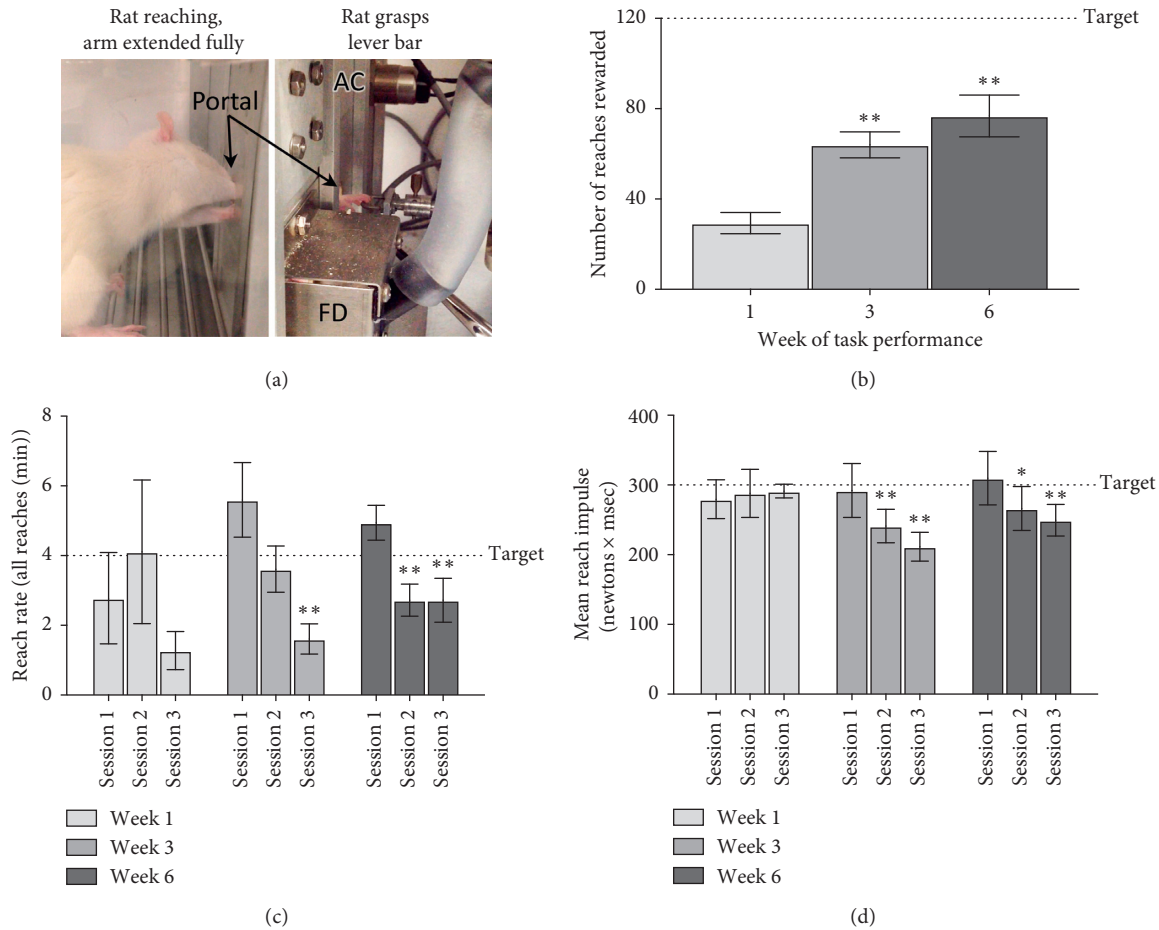 Rat reaching,
arm extended fully
Rat grasps
lever bar
Portal
AC
FD
(a)
120
80
40
0
Number of reaches rewarded
Target
**
**
1
3
6
Week of task performance
(b)
8
6
4
2
0
Reach rate (all reaches (min))
Target
**
**
**
Session 1
Session 2
Session 3
Session 1
Session 2
Session 3
Session 1
Session 2
Session 3
Week 1
Week 3
Week 6
(c)
400
300
200
100
0
Mean reach impulse
(newtons × msec)
Target
**
**
*
**
Session 1
Session 2
Session 3
Session 1
Session 2
Session 3
Session 1
Session 2
Session 3
Week 1
Week 3
Week 6
(d)